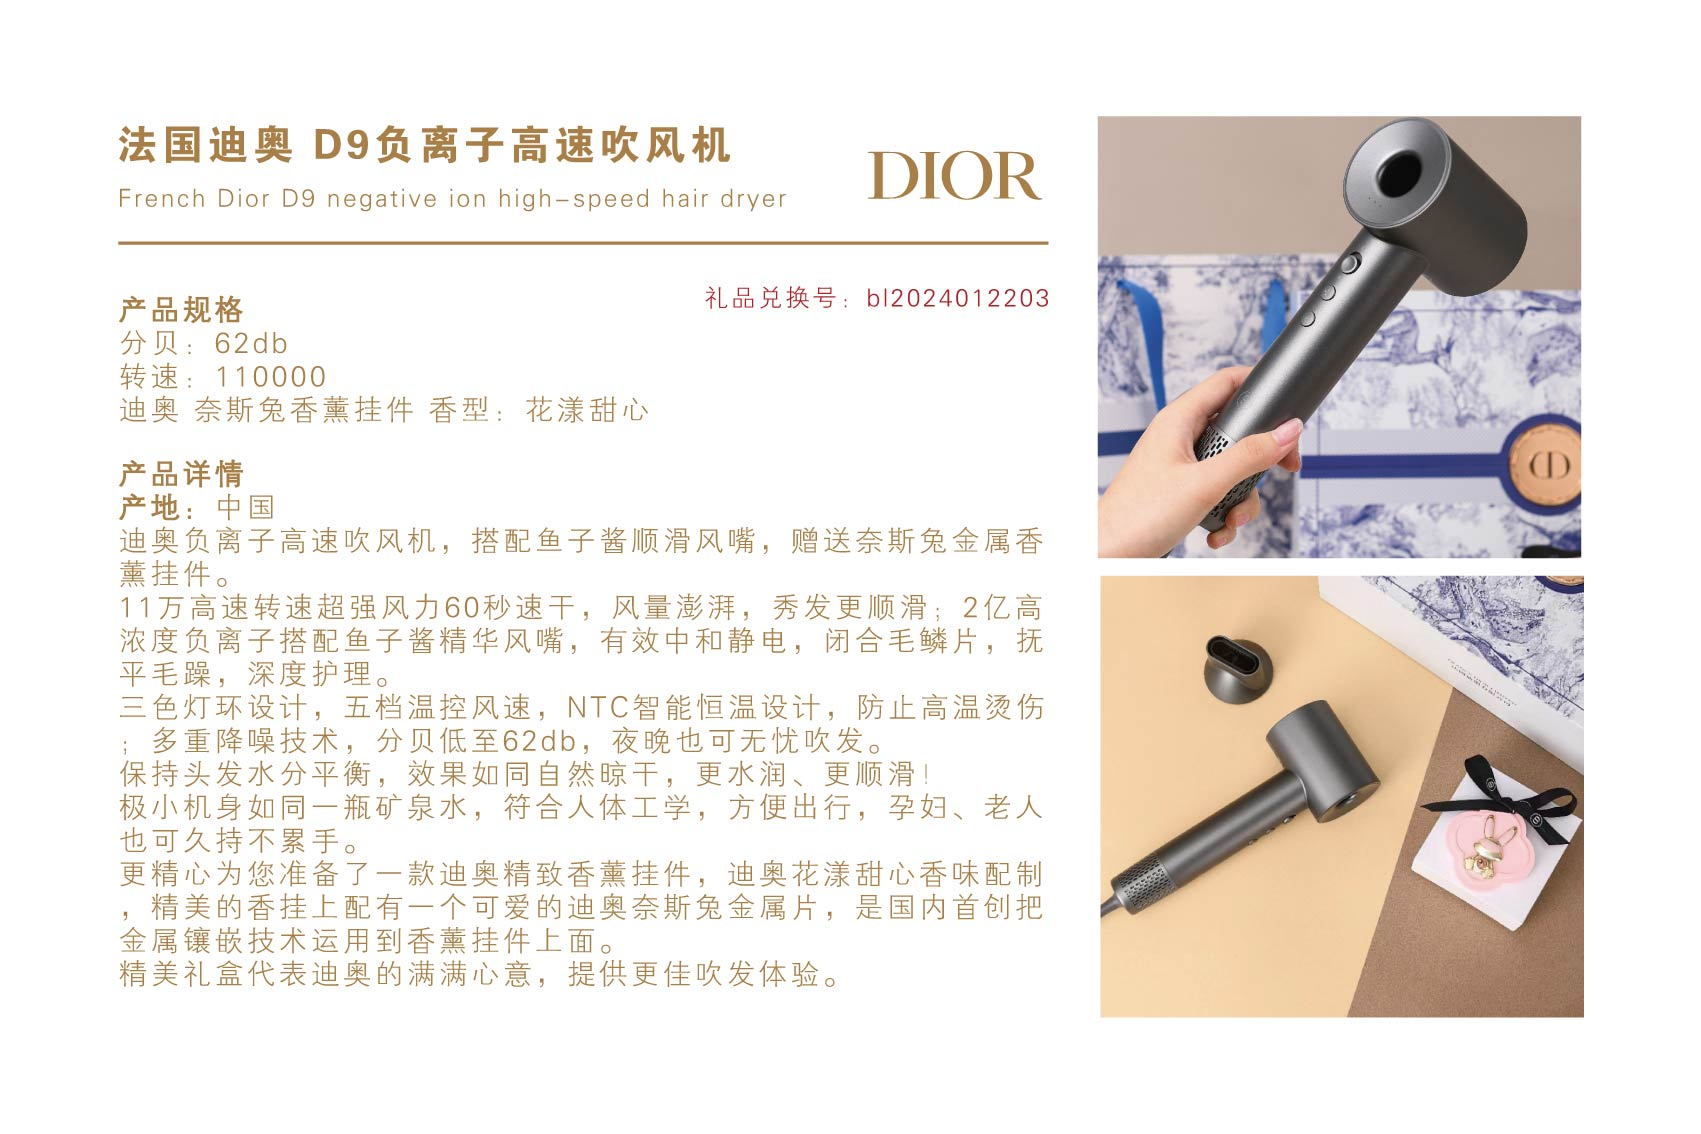 法国迪奥 D9负离子高速吹风机
French Dior D9 negative ion high-speed hair dryer
DIOR
礼品兑换号：bl2024012203
产品规格
分贝：62db
转速：110000
迪奥 奈斯兔香薰挂件 香型：花漾甜心
产品详情
产地：中国
迪奥负离子高速吹风机，搭配鱼子酱顺滑风嘴，赠送奈斯兔金属香
薰挂件。
11万高速转速超强风力60秒速干，风量澎湃，秀发更顺滑；2亿高
浓度负离子搭配鱼子酱精华风嘴，有效中和静电，闭合毛鳞片，抚
平毛躁，深度护理。
三色灯环设计，五档温控风速，NTC智能恒温设计，防止高温烫伤
；多重降噪技术，分贝低至62db，夜晚也可无忧吹发。
保持头发水分平衡，效果如同自然晾干，更水润、更顺滑！
极小机身如同一瓶矿泉水，符合人体工学，方便出行，孕妇、老人
也可久持不累手。
更精心为您准备了一款迪奥精致香薰挂件，迪奥花漾甜心香味配制
，精美的香挂上配有一个可爱的迪奥奈斯兔金属片，是国内首创把
金属镶嵌技术运用到香薰挂件上面。
精美礼盒代表迪奥的满满心意，提供更佳吹发体验。